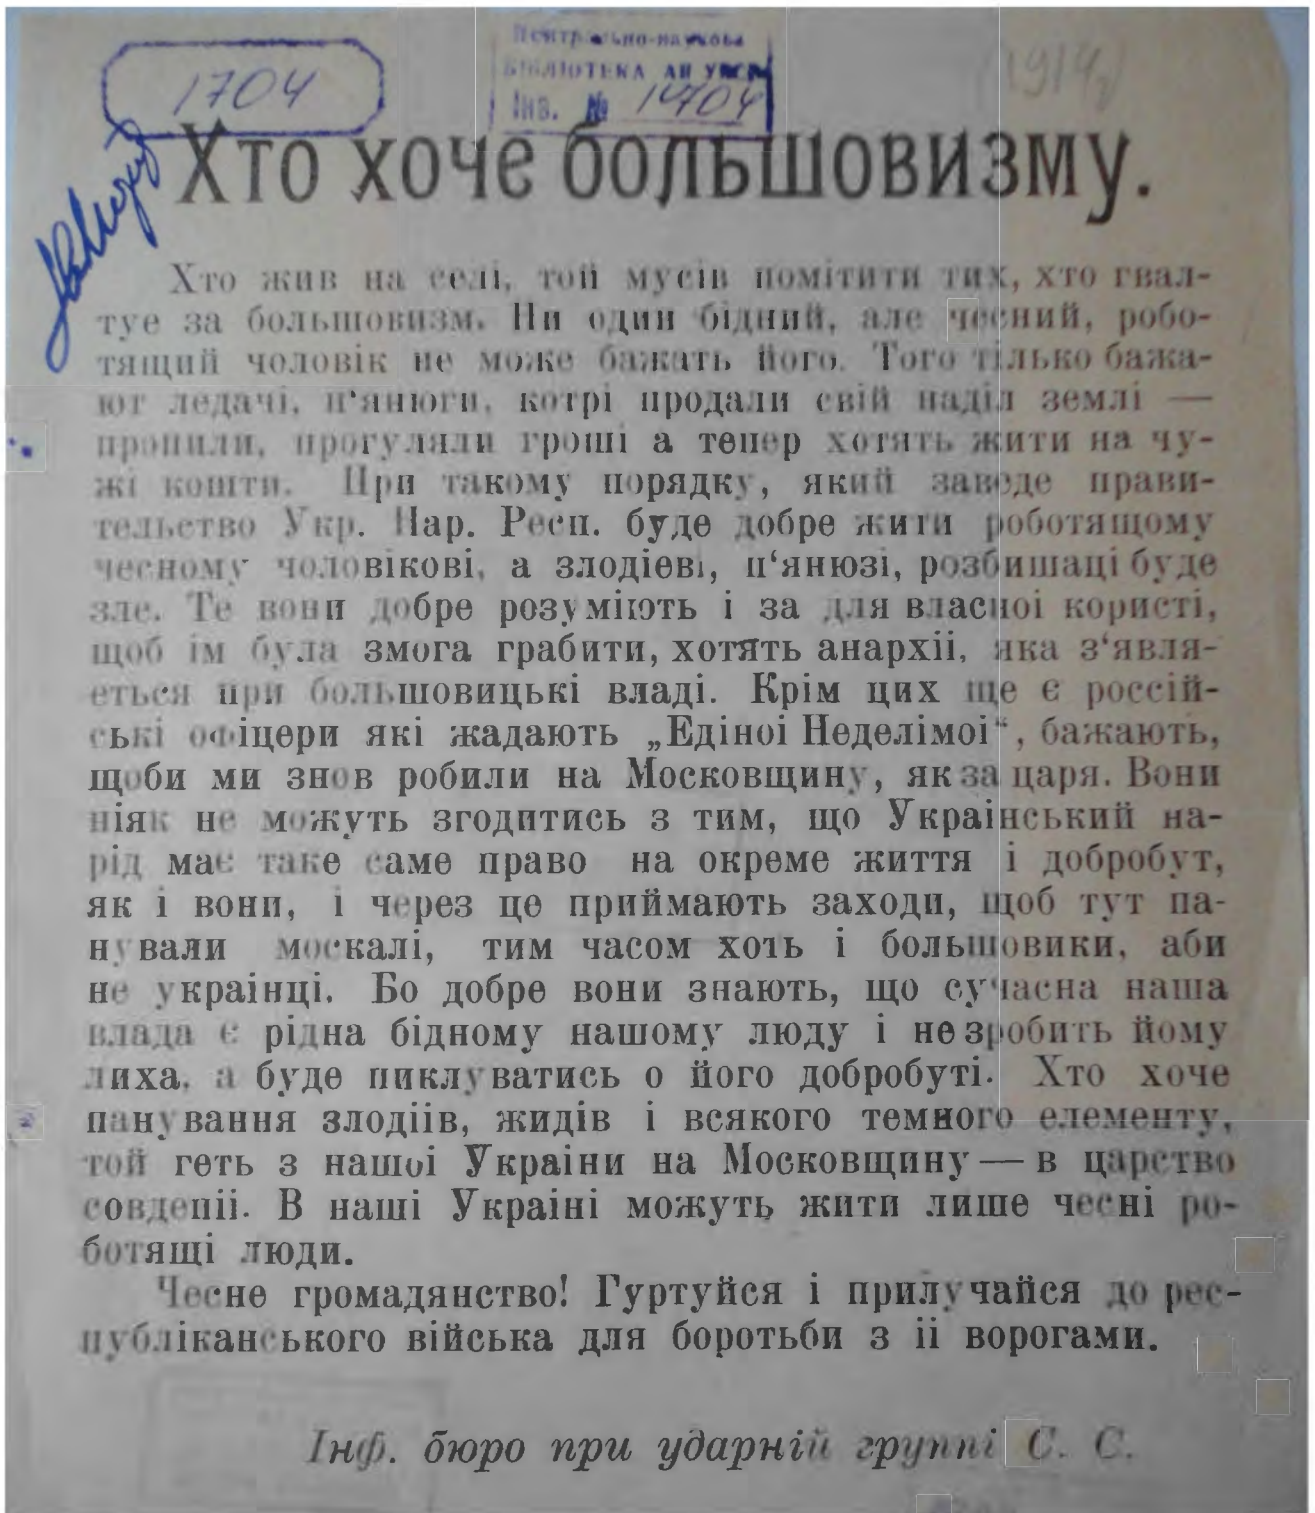 1704
Центрально-наукова
БІБЛІОТЕКА АН УРСР
Інв. № 14704
Хто хоче большовизму.
Хто жив на селі, той мусів помітити тих, хто гвал-
туе за большовизм. Ни один бідний, але чесний, робо-
тящий чоловік не може бажать його. Того тілько бажа-
ют ледачі, п‘янюги, котрі продали свій наділ землі —
пропили, прогуляли гроші а тепер хотять жити на чу-
жі кошти. При такому порядку, який заведе прави-
тельство Укр. Нар. Респ. буде добре жити роботящому
чесному чоловікові, а злодіеві, п‘янюзі, розбишаці буде
зле. Те вони добре розуміють і за для власноі користі,
щоб ім була змога грабити, хотять анархіі, яка з‘явля-
еться при большовицькі владі. Крім цих ще є россій-
ські офіцери які жадають „Едіноі Неделімоі“, бажають,
щоби ми знов робили на Московщину, як за царя. Вони
ніяк не можуть згодитись з тим, що Украінський на-
рід має таке саме право на окреме життя і добробут,
як і вони, і через це приймають заходи, щоб тут па-
нували москалі, тим часом хоть і большовики, аби
не украінці. Бо добре вони знають, що сучасна наша
влада є рідна бідному нашому люду і не зробить йому
лиха, а буде пиклуватись о його добробуті. Хто хоче
панування злодіів, жидів і всякого темного елементу,
той геть з нашоі Украіни на Московщину — в царство
совдепіі. В наші Украіні можуть жити лише чесні ро-
ботящі люди.
Чесне громадянство! Гуртуйся і прилучайся до рес-
публіканського війська для боротьби з іі ворогами.
Інф. бюро при ударній группі С. С.